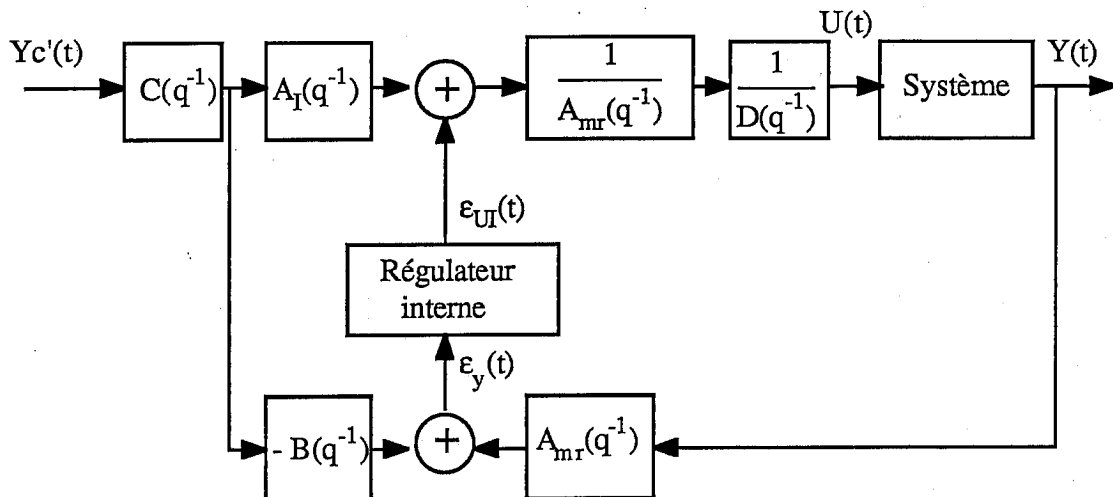 Yc'(t)
C(q⁻¹)
A_I(q⁻¹)
+
1
A_mr(q⁻¹)
1
D(q⁻¹)
U(t)
Système
Y(t)
ε_UI(t)
Régulateur
interne
ε_y(t)
- B(q⁻¹)
+
A_mr(q⁻¹)